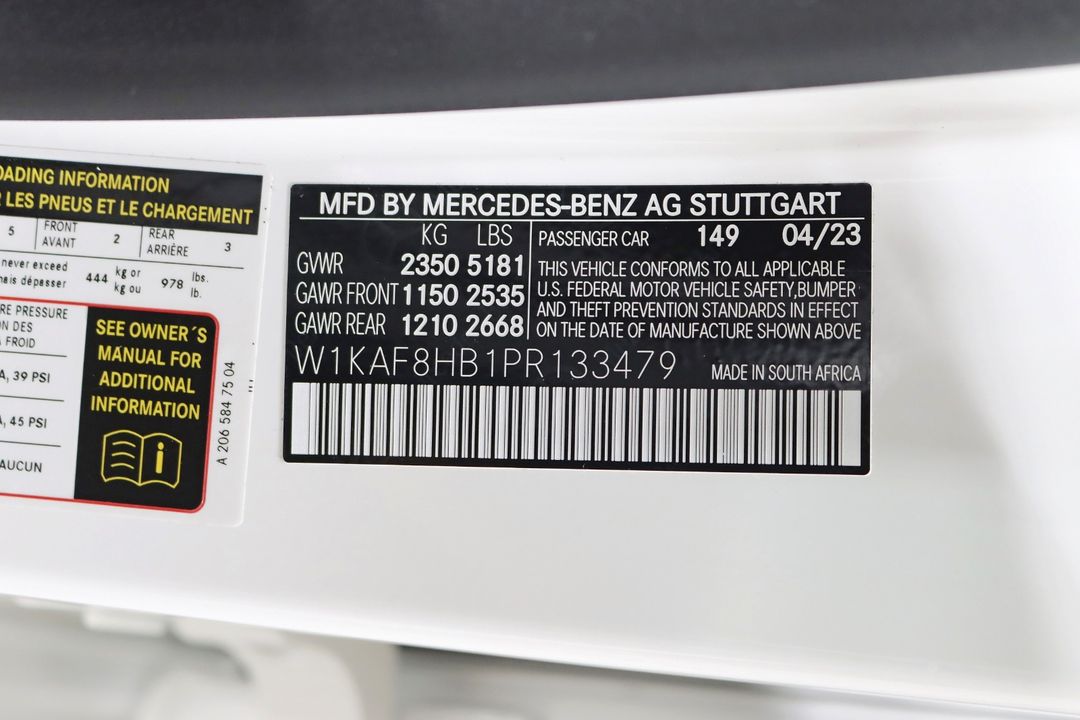 OADING INFORMATION
LES PNEUS ET LE CHARGEMENT
5 FRONT AVANT 2 REAR ARRIÈRE 3
never exceed
mais dépasser 444 kg or kg ou 978 lbs. lb.
RE PRESSURE
ON DES
FROID
A, 39 PSI
A, 45 PSI
AUCUN
SEE OWNER´S
MANUAL FOR
ADDITIONAL
INFORMATION
i
A 206 584 75 04
MFD BY MERCEDES-BENZ AG STUTTGART
KG LBS
GVWR 2350 5181
GAWR FRONT 1150 2535
GAWR REAR 1210 2668
PASSENGER CAR 149 04/23
THIS VEHICLE CONFORMS TO ALL APPLICABLE
U.S. FEDERAL MOTOR VEHICLE SAFETY,BUMPER
AND THEFT PREVENTION STANDARDS IN EFFECT
ON THE DATE OF MANUFACTURE SHOWN ABOVE
W1KAF8HB1PR133479
MADE IN SOUTH AFRICA